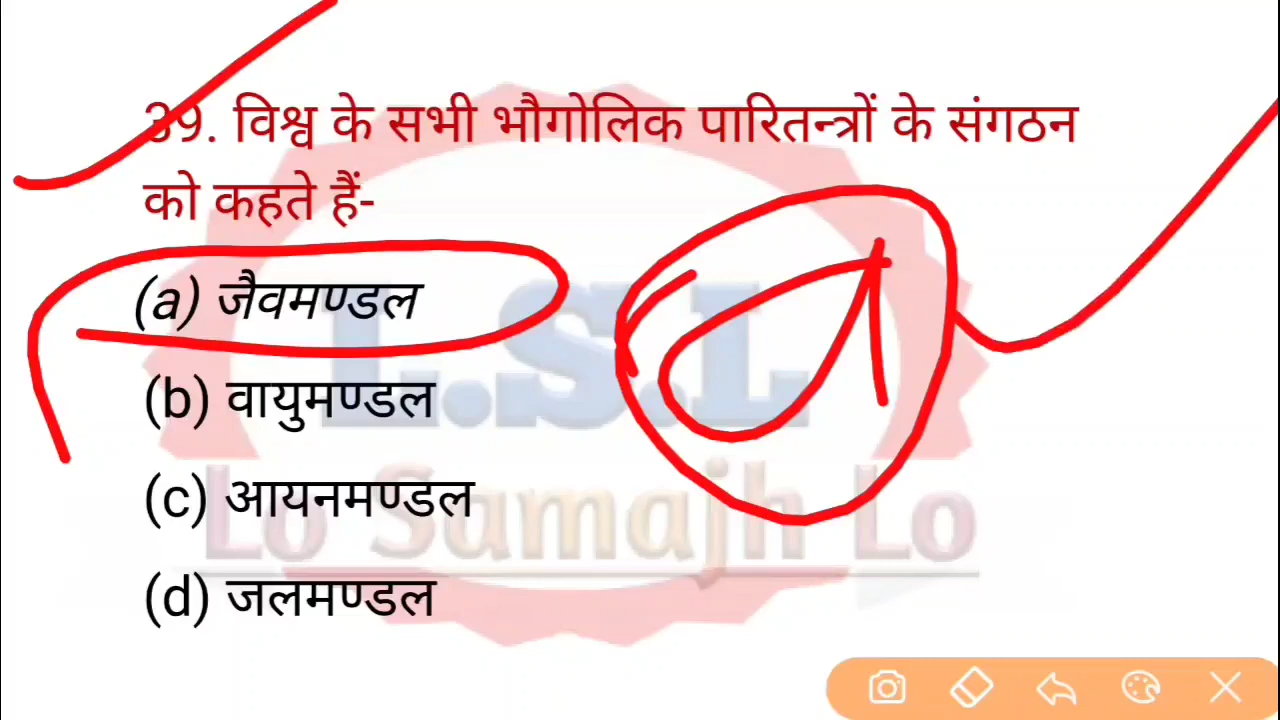 39. विश्व के सभी भौगोलिक पारितन्त्रों के संगठन
को कहते हैं-
(a) जैवमण्डल
(b) वायुमण्डल
(c) आयनमण्डल
(d) जलमण्डल
L.S.L
Lo Samajh Lo